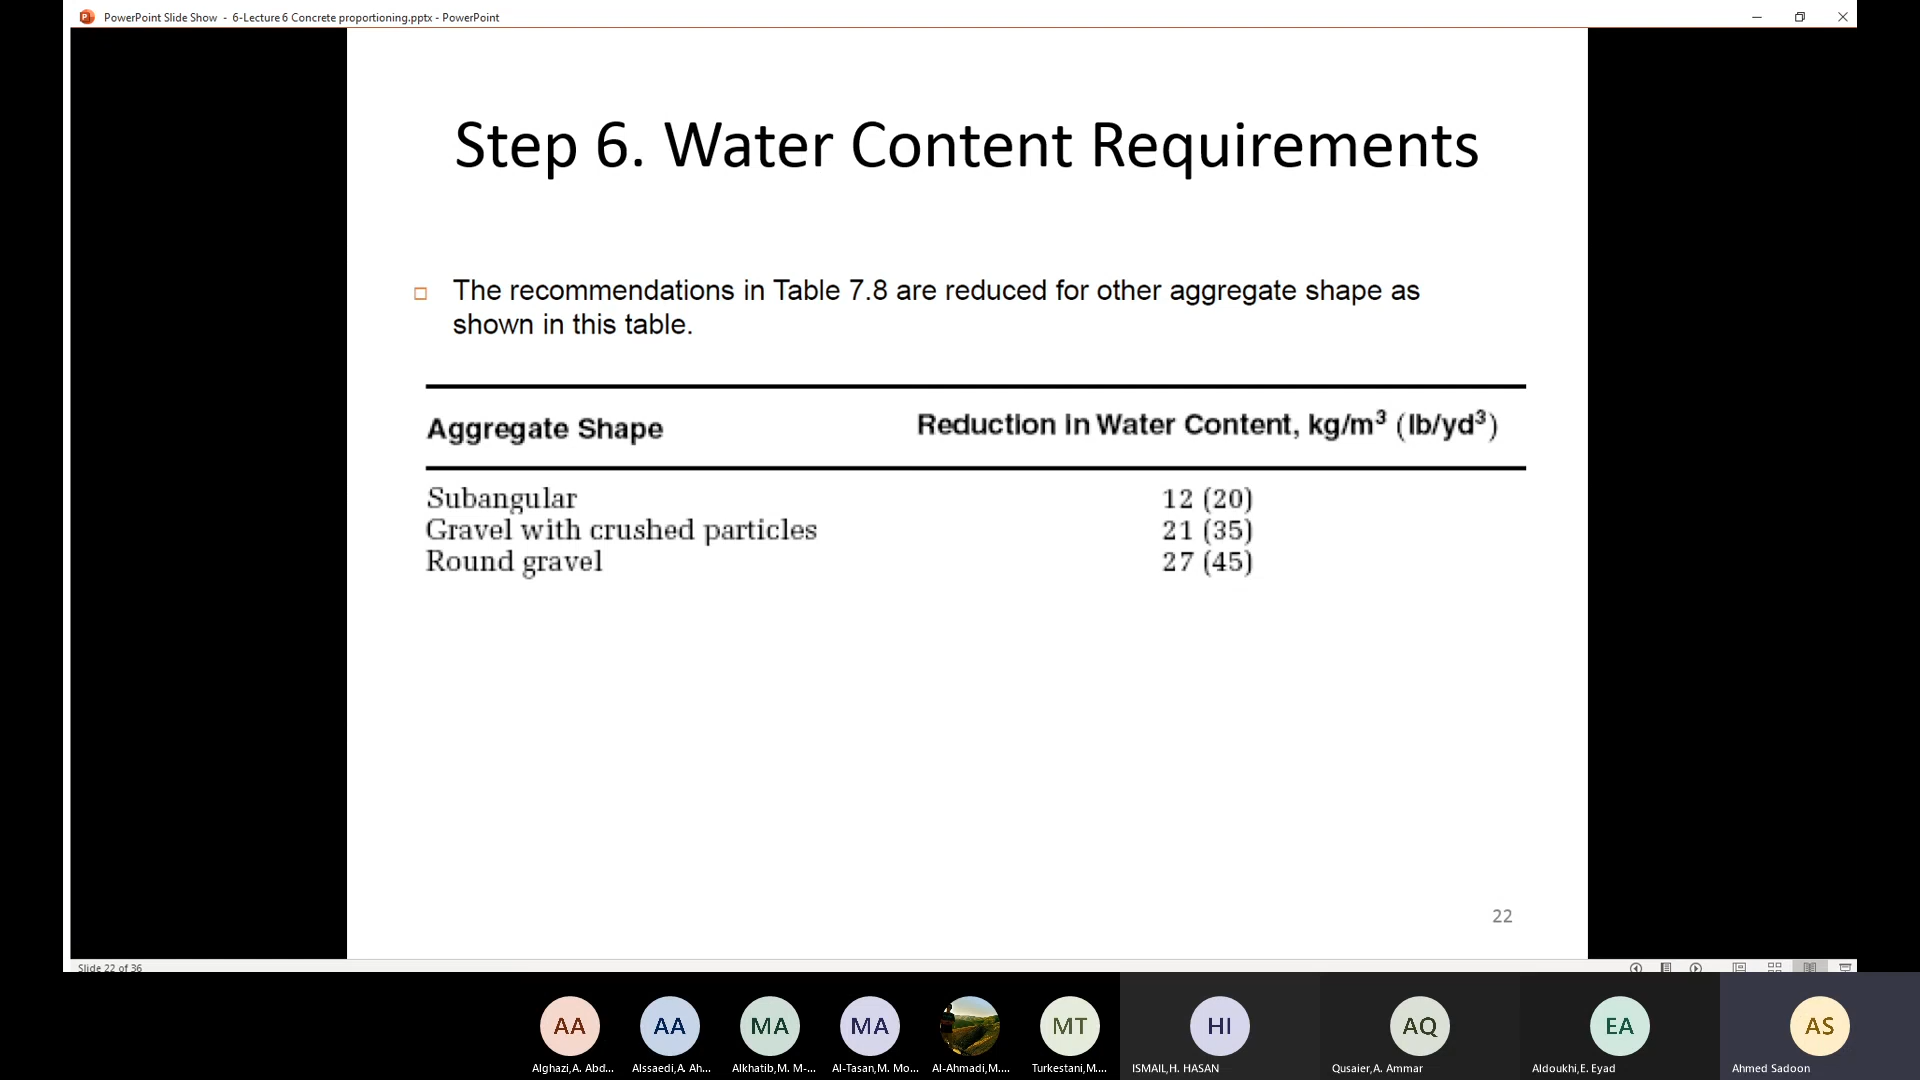 PowerPoint Slide Show - 6-Lecture 6 Concrete proportioning.pptx - PowerPoint
Step 6. Water Content Requirements
The recommendations in Table 7.8 are reduced for other aggregate shape as
shown in this table.
Aggregate Shape Reduction in Water Content, kg/m³ (lb/yd³)
Subangular 12 (20)
Gravel with crushed particles 21 (35)
Round gravel 27 (45)
22
Slide 22 of 36
AA AA MA MA MT HI AQ EA AS
Alghazi,A. Abd... Alssaedi,A. Ah... Alkhatib,M. M-... Al-Tasan,M. Mo... Al-Ahmadi,M.... Turkestani,M.... ISMAIL,H. HASAN Qusaier,A. Ammar Aldoukhi,E. Eyad Ahmed Sadoon